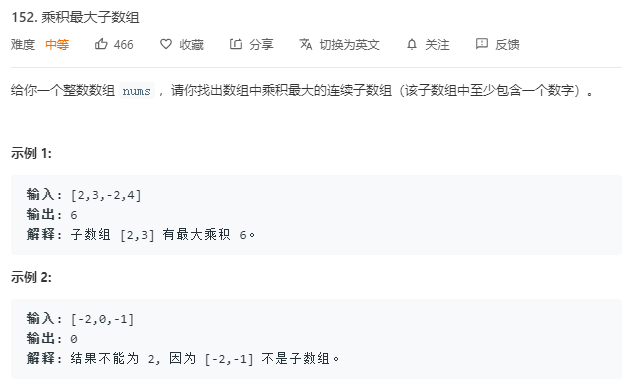 152. 乘积最大子数组
难度 中等 466 收藏 分享 切换为英文 关注 反馈
给你一个整数数组 nums ，请你找出数组中乘积最大的连续子数组（该子数组中至少包含一个数字）。
示例 1:
输入: [2,3,-2,4]
输出: 6
解释: 子数组 [2,3] 有最大乘积 6。
示例 2:
输入: [-2,0,-1]
输出: 0
解释: 结果不能为 2, 因为 [-2,-1] 不是子数组。